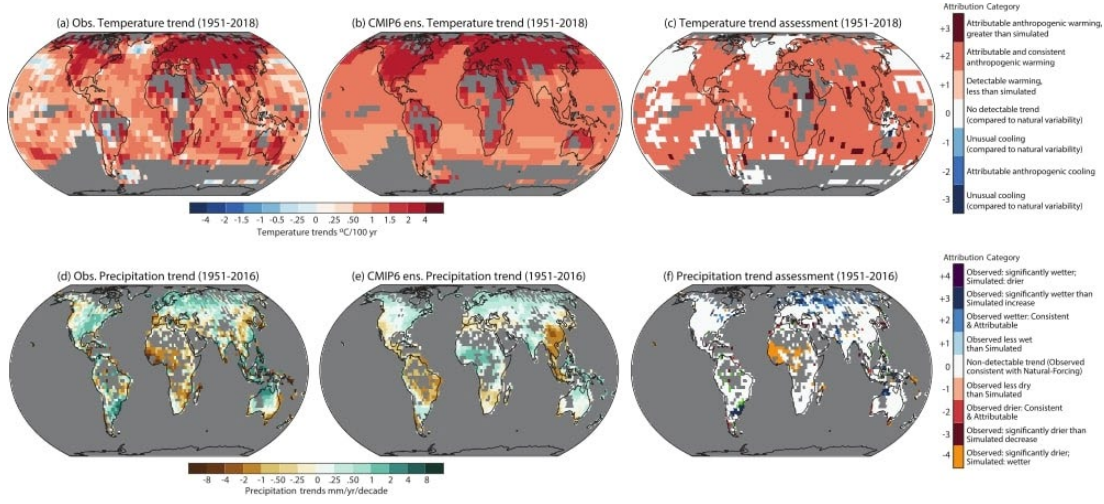 (a) Obs. Temperature trend (1951-2018)
(b) CMIP6 ens. Temperature trend (1951-2018)
(c) Temperature trend assessment (1951-2018)
Attribution Category
+3 Attributable anthropogenic warming,
greater than simulated
+2 Attributable and consistent
anthropogenic warming
+1 Detectable warming,
less than simulated
0 No detectable trend
(compared to natural variability)
-1 Unusual cooling
(compared to natural variability)
-2 Attributable anthropogenic cooling
-3 Unusual cooling
(compared to natural variability)
-4 -2 -1.5 -1 -0.5 -.25 0 .25 .50 1 1.5 2 4
Temperature trends ºC/100 yr
(d) Obs. Precipitation trend (1951-2016)
(e) CMIP6 ens. Precipitation trend (1951-2016)
(f) Precipitation trend assessment (1951-2016)
Attribution Category
+4 Observed: significantly wetter;
Simulated: drier
+3 Observed: significantly wetter than
Simulated increase
+2 Observed wetter: Consistent
& Attributable
+1 Observed less wet
than Simulated
0 Non-detectable trend (Observed
consistent with Natural-Forcing)
-1 Observed less dry
than Simulated
-2 Observed drier: Consistent
& Attributable
-3 Observed: significantly drier than
Simulated decrease
-4 Observed: significantly drier;
Simulated: wetter
-8 -4 -2 -1 -.50 -.25 0 .25 .50 1 2 4 8
Precipitation trends mm/yr/decade